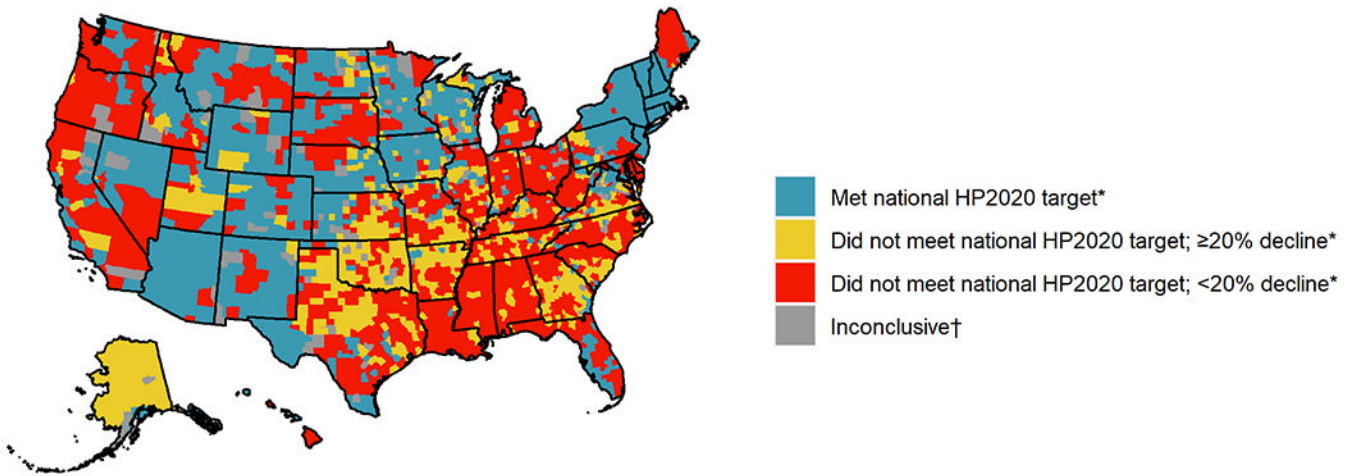 Met national HP2020 target*
Did not meet national HP2020 target; ≥20% decline*
Did not meet national HP2020 target; <20% decline*
Inconclusive†